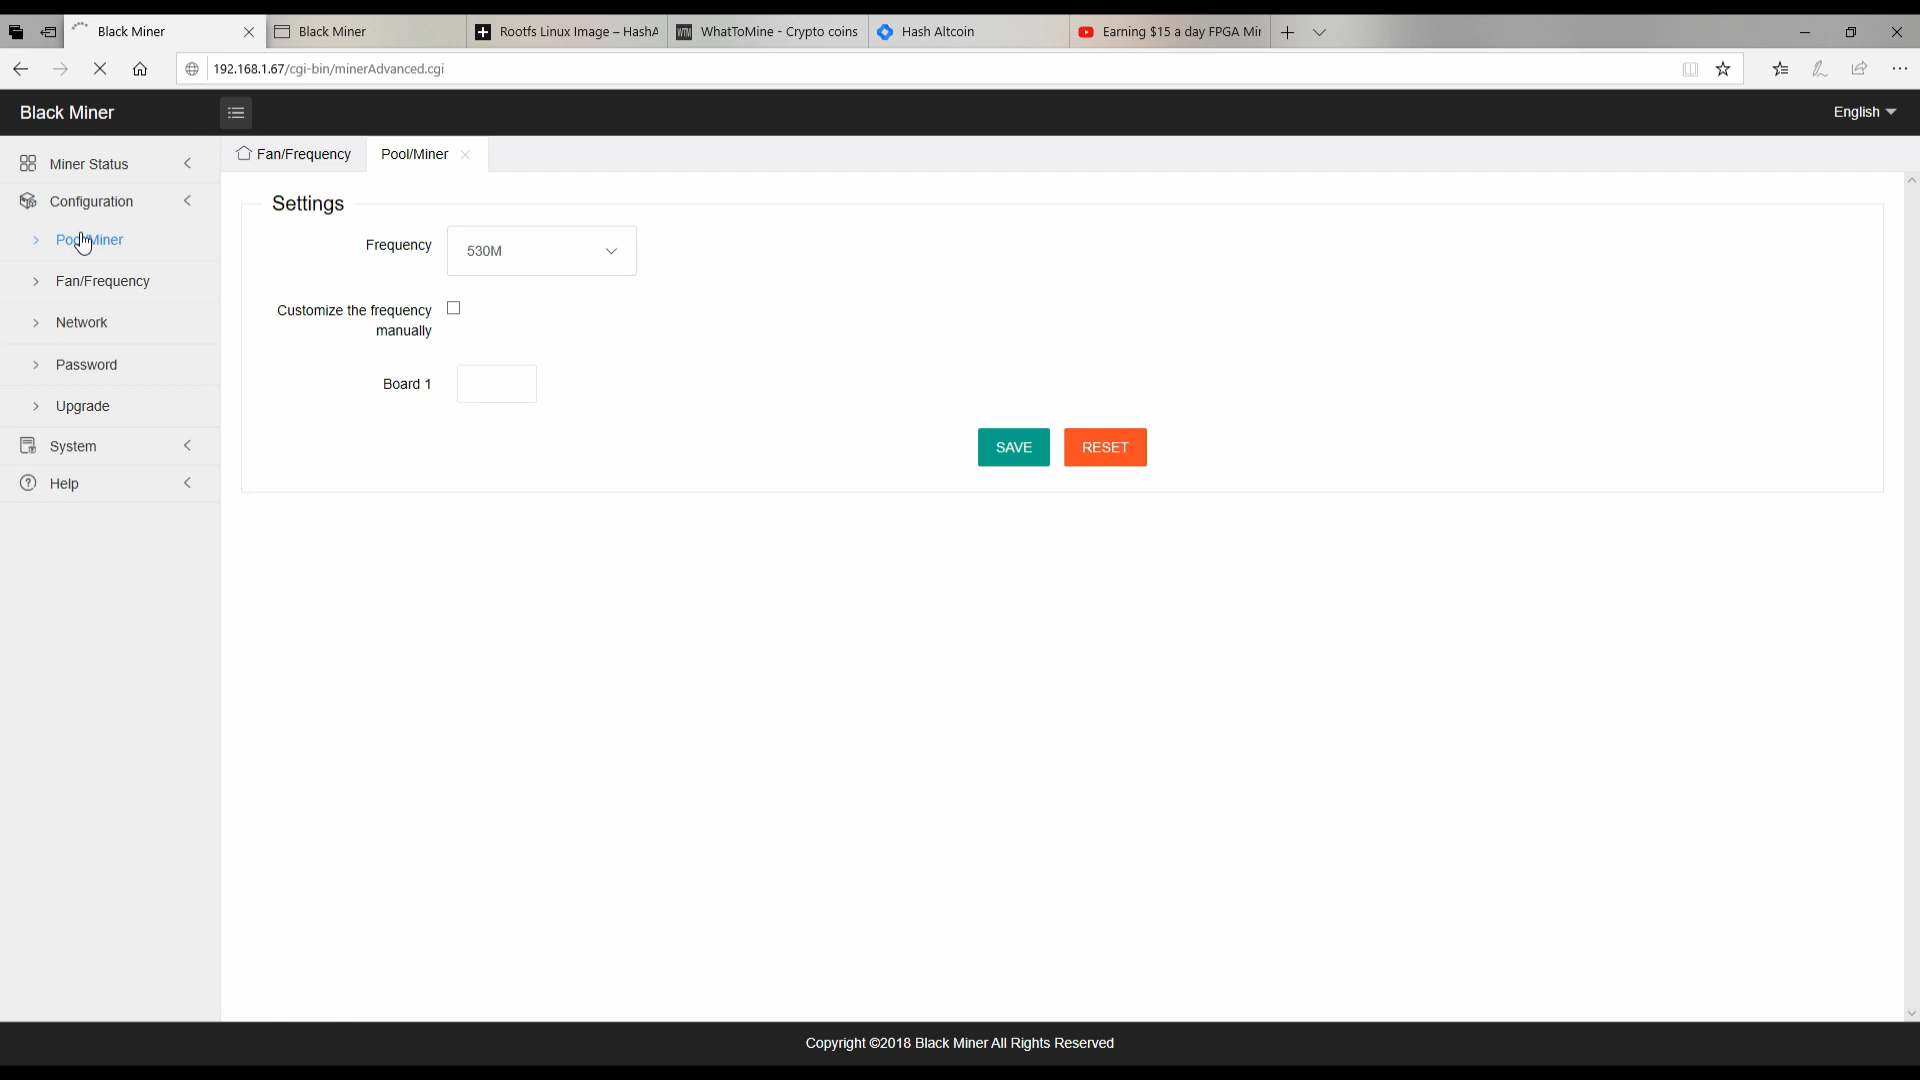 Black Miner
Black Miner
Rootfs Linux Image – HashA
WTM WhatToMine - Crypto coins
Hash Altcoin
Earning $15 a day FPGA Mi
192.168.1.67/cgi-bin/minerAdvanced.cgi
Black Miner
English
Miner Status
Configuration
Pool/Miner
Fan/Frequency
Network
Password
Upgrade
System
Help
Fan/Frequency
Pool/Miner
Settings
Frequency
530M
Customize the frequency
manually
Board 1
SAVE
RESET
Copyright ©2018 Black Miner All Rights Reserved